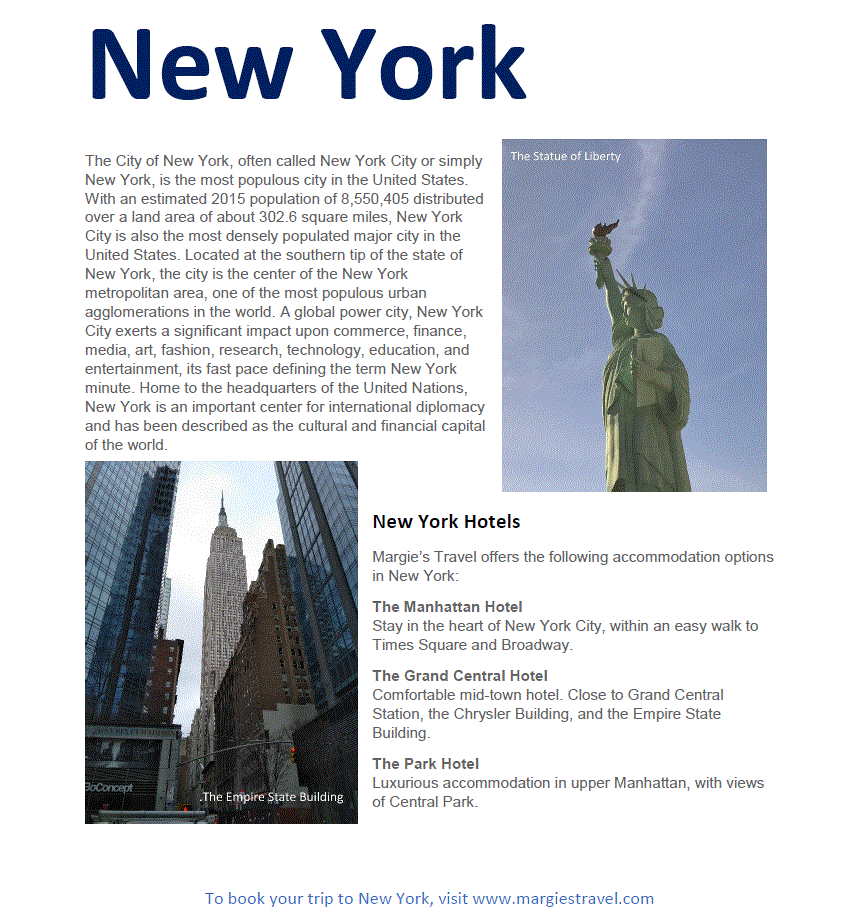 New York
The City of New York, often called New York City or simply
New York, is the most populous city in the United States.
With an estimated 2015 population of 8,550,405 distributed
over a land area of about 302.6 square miles, New York
City is also the most densely populated major city in the
United States. Located at the southern tip of the state of
New York, the city is the center of the New York
metropolitan area, one of the most populous urban
agglomerations in the world. A global power city, New York
City exerts a significant impact upon commerce, finance,
media, art, fashion, research, technology, education, and
entertainment, its fast pace defining the term New York
minute. Home to the headquarters of the United Nations,
New York is an important center for international diplomacy
and has been described as the cultural and financial capital
of the world.
The Statue of Liberty
BoConcept
The Empire State Building
New York Hotels
Margie’s Travel offers the following accommodation options
in New York:
The Manhattan Hotel
Stay in the heart of New York City, within an easy walk to
Times Square and Broadway.
The Grand Central Hotel
Comfortable mid-town hotel. Close to Grand Central
Station, the Chrysler Building, and the Empire State
Building.
The Park Hotel
Luxurious accommodation in upper Manhattan, with views
of Central Park.
To book your trip to New York, visit www.margiestravel.com